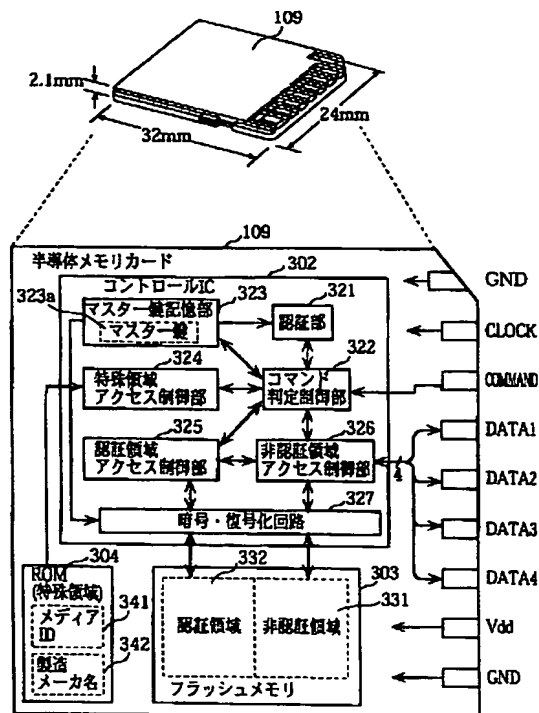 109
2.1mm
32mm
24mm
109
半導体メモリカード
302
コントロールIC
323a
マスター鍵記憶部
マスター鍵
323
321
認証部
324
特殊領域
アクセス制御部
322
コマンド
判定制御部
325
認証領域
アクセス制御部
326
非認証領域
アクセス制御部
4
327
暗号・復号化回路
304
ROM
(特殊領域)
341
メディア
ID
342
製造
メーカ名
332
303
331
認証領域
非認証領域
フラッシュメモリ
GND
CLOCK
COMMAND
DATA1
DATA2
DATA3
DATA4
Vdd
GND